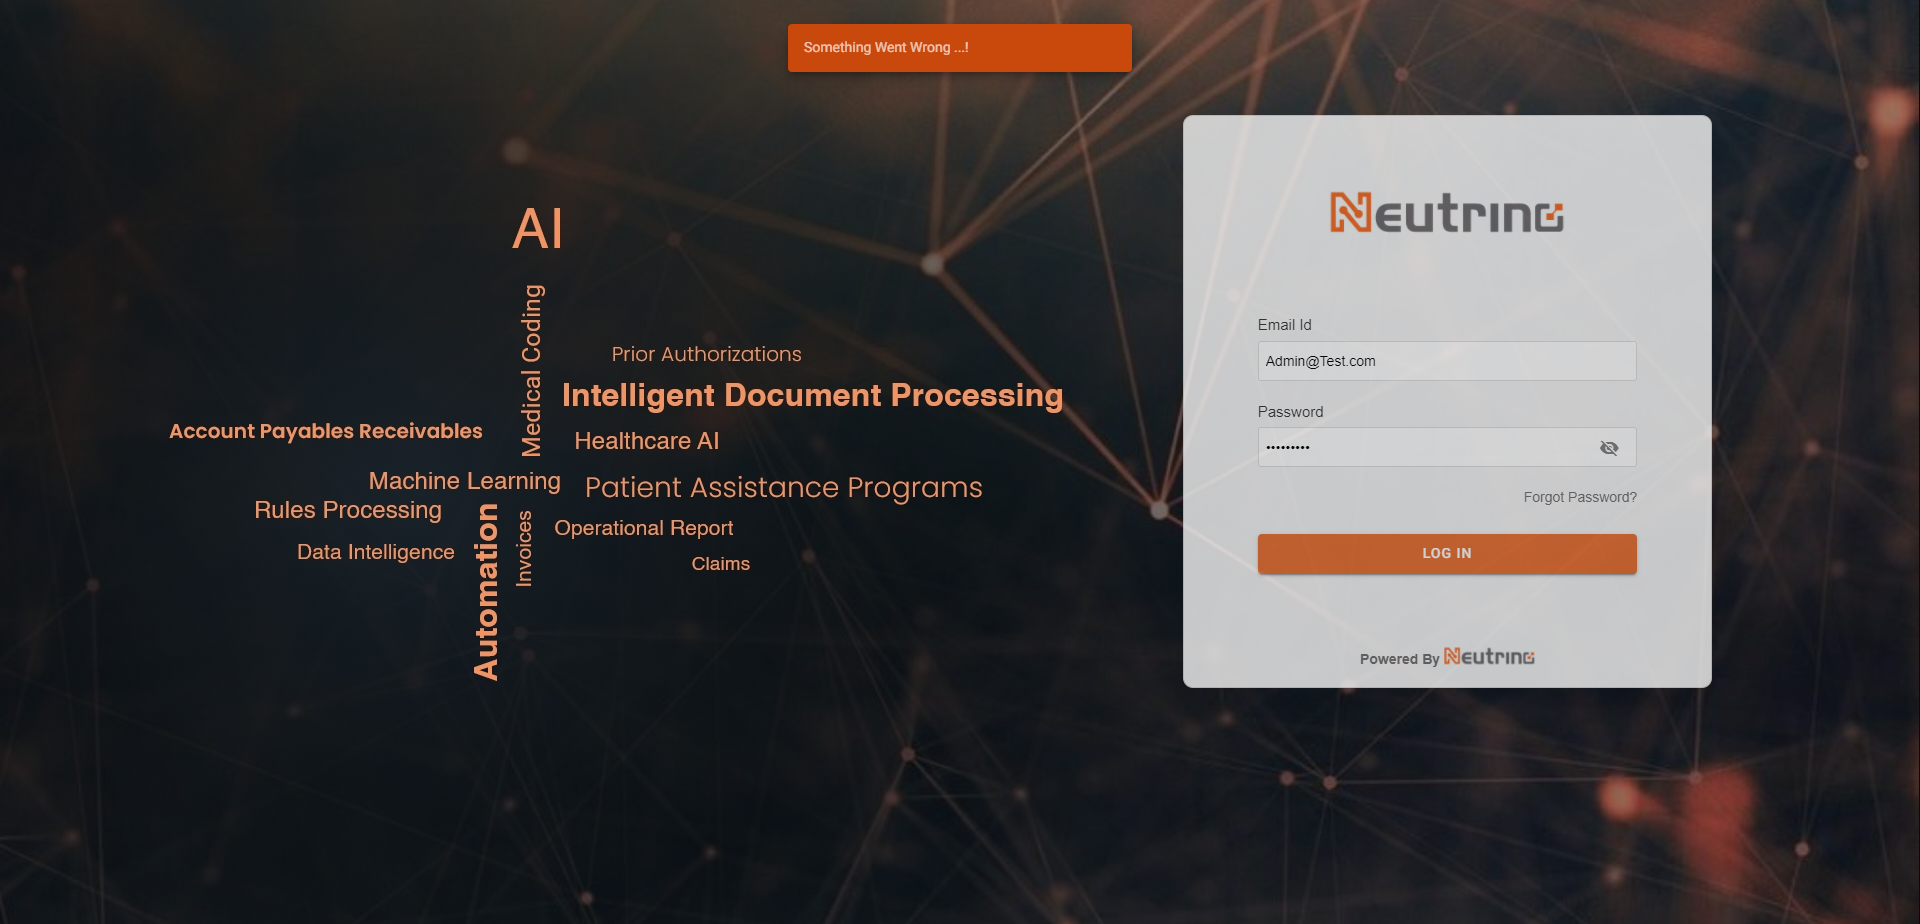 Something Went Wrong ...!
AI
Medical Coding
Prior Authorizations
Intelligent Document Processing
Account Payables Receivables
Healthcare AI
Machine Learning
Patient Assistance Programs
Rules Processing
Automation
Invoices
Operational Report
Data Intelligence
Claims
Neutrino
Email Id
Admin@Test.com
Password
•••••••••
Forgot Password?
LOG IN
Powered By Neutrino